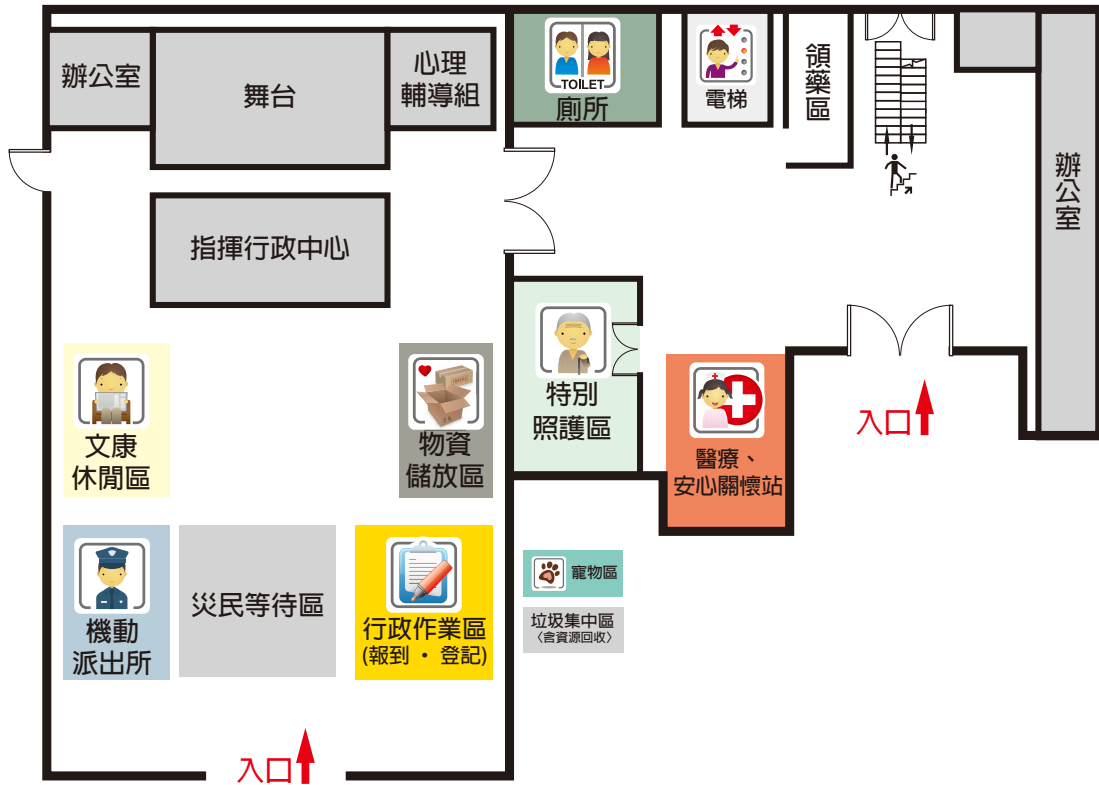 辦公室
舞台
心理
輔導組
TOILET
廁所
電梯
領藥區
辦公室
指揮行政中心
文康
休閒區
物資
儲放區
特別
照護區
醫療、
安心關懷站
入口
機動
派出所
災民等待區
行政作業區
(報到 ‧ 登記)
寵物區
垃圾集中區
〈含資源回收〉
入口